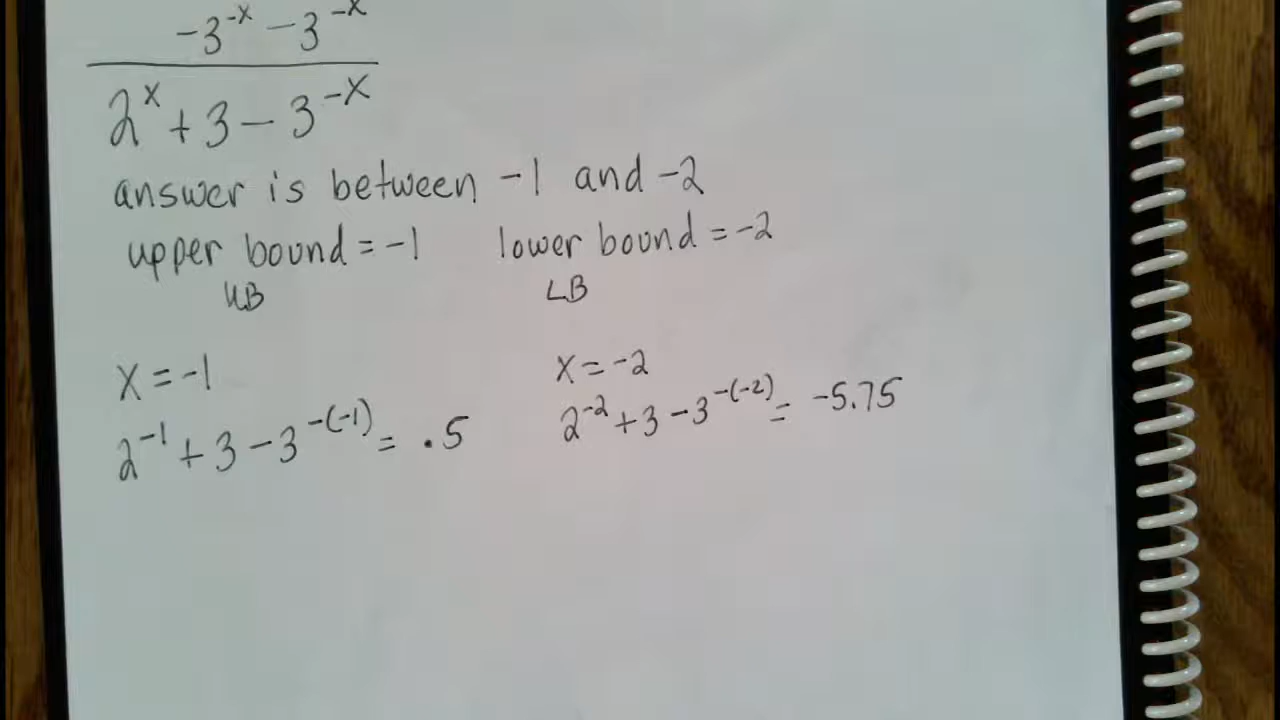 -3^-x -3^-x
2^x + 3 - 3^-x
answer is between -1 and -2
upper bound = -1 lower bound = -2
UB LB
x = -1 x = -2
2^-1 + 3 - 3^-(-1) = .5 2^-2 + 3 - 3^-(-2) = -5.75